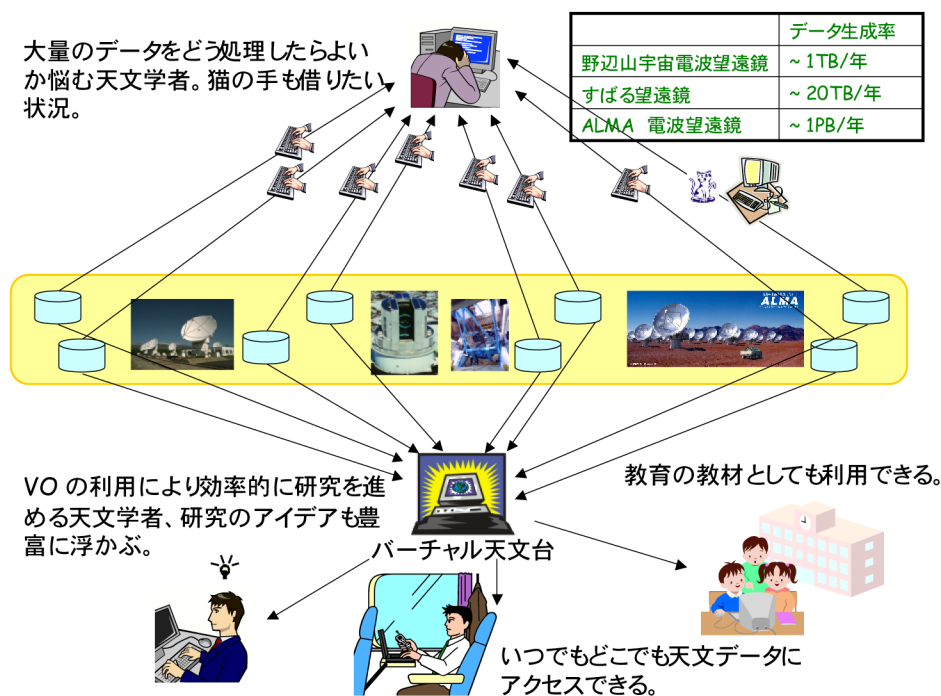 大量のデータをどう処理したらよい
か悩む天文学者。猫の手も借りたい
状況。
データ生成率
野辺山宇宙電波望遠鏡 ~ 1TB/年
すばる望遠鏡 ~ 20TB/年
ALMA 電波望遠鏡 ~ 1PB/年
ALMA
VO の利用により効率的に研究を進
める天文学者、研究のアイデアも豊
富に浮かぶ。
バーチャル天文台
教育の教材としても利用できる。
いつでもどこでも天文データに
アクセスできる。